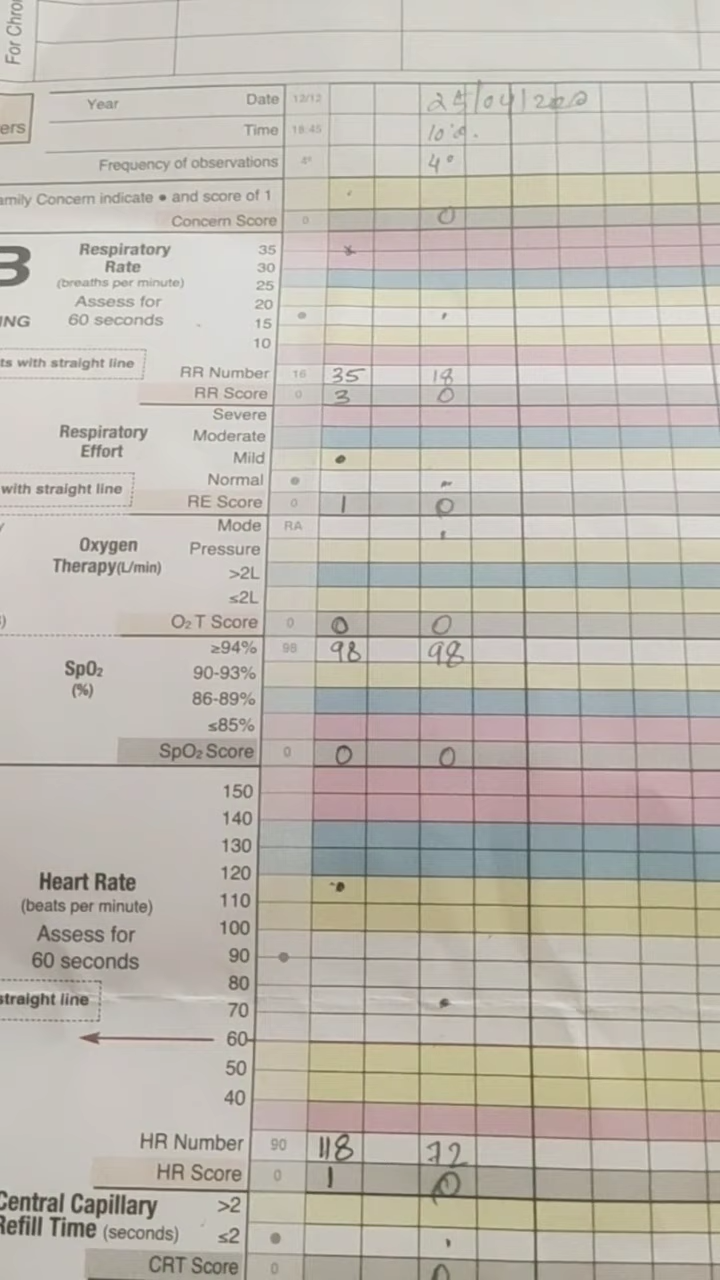 For Chro
Year Date 12/12 25/04/202
Time 18:45 10
ers
Frequency of observations 4° 4°
amily Concern indicate • and score of 1
Concern Score 0 0
B
Respiratory 35
Rate 30
(breaths per minute) 25
Assess for 20
ING 60 seconds 15
10
ts with straight line
RR Number 16 35 18
RR Score 0 3 0
Severe
Respiratory Moderate
Effort Mild
Normal
with straight line
RE Score 0 1 0
Mode RA
Oxygen Pressure
Therapy(L/min) >2L
≤2L
O₂T Score 0 0 0
≥94% 98 98 98
SpO₂ 90-93%
(%) 86-89%
≤85%
SpO₂ Score 0 0 0
150
140
130
120
Heart Rate 110
(beats per minute) 100
Assess for 90
60 seconds 80
straight line 70
60
50
40
HR Number 90 118 72
HR Score 0 1 0
Central Capillary >2
Refill Time (seconds) ≤2
CRT Score 0 0